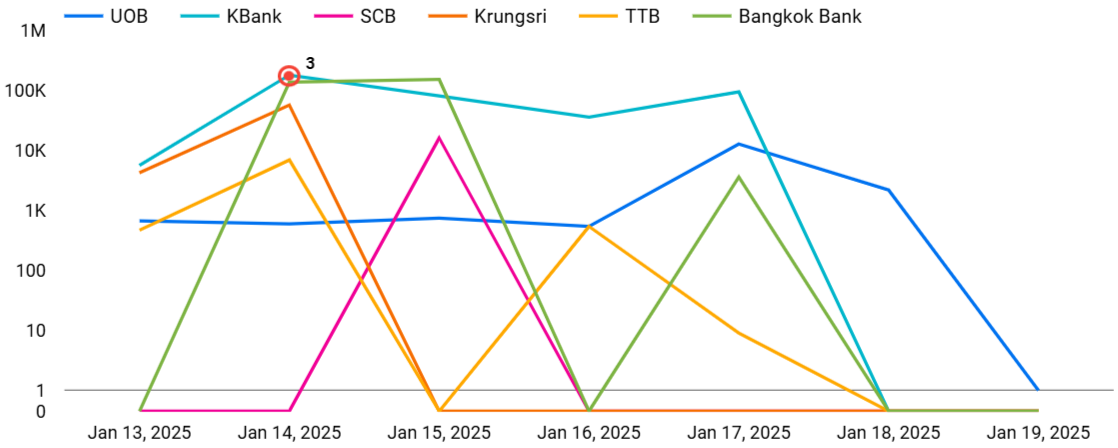 UOB KBank SCB Krungsri TTB Bangkok Bank
1M
3
100K
10K
1K
100
10
1
0
Jan 13, 2025 Jan 14, 2025 Jan 15, 2025 Jan 16, 2025 Jan 17, 2025 Jan 18, 2025 Jan 19, 2025